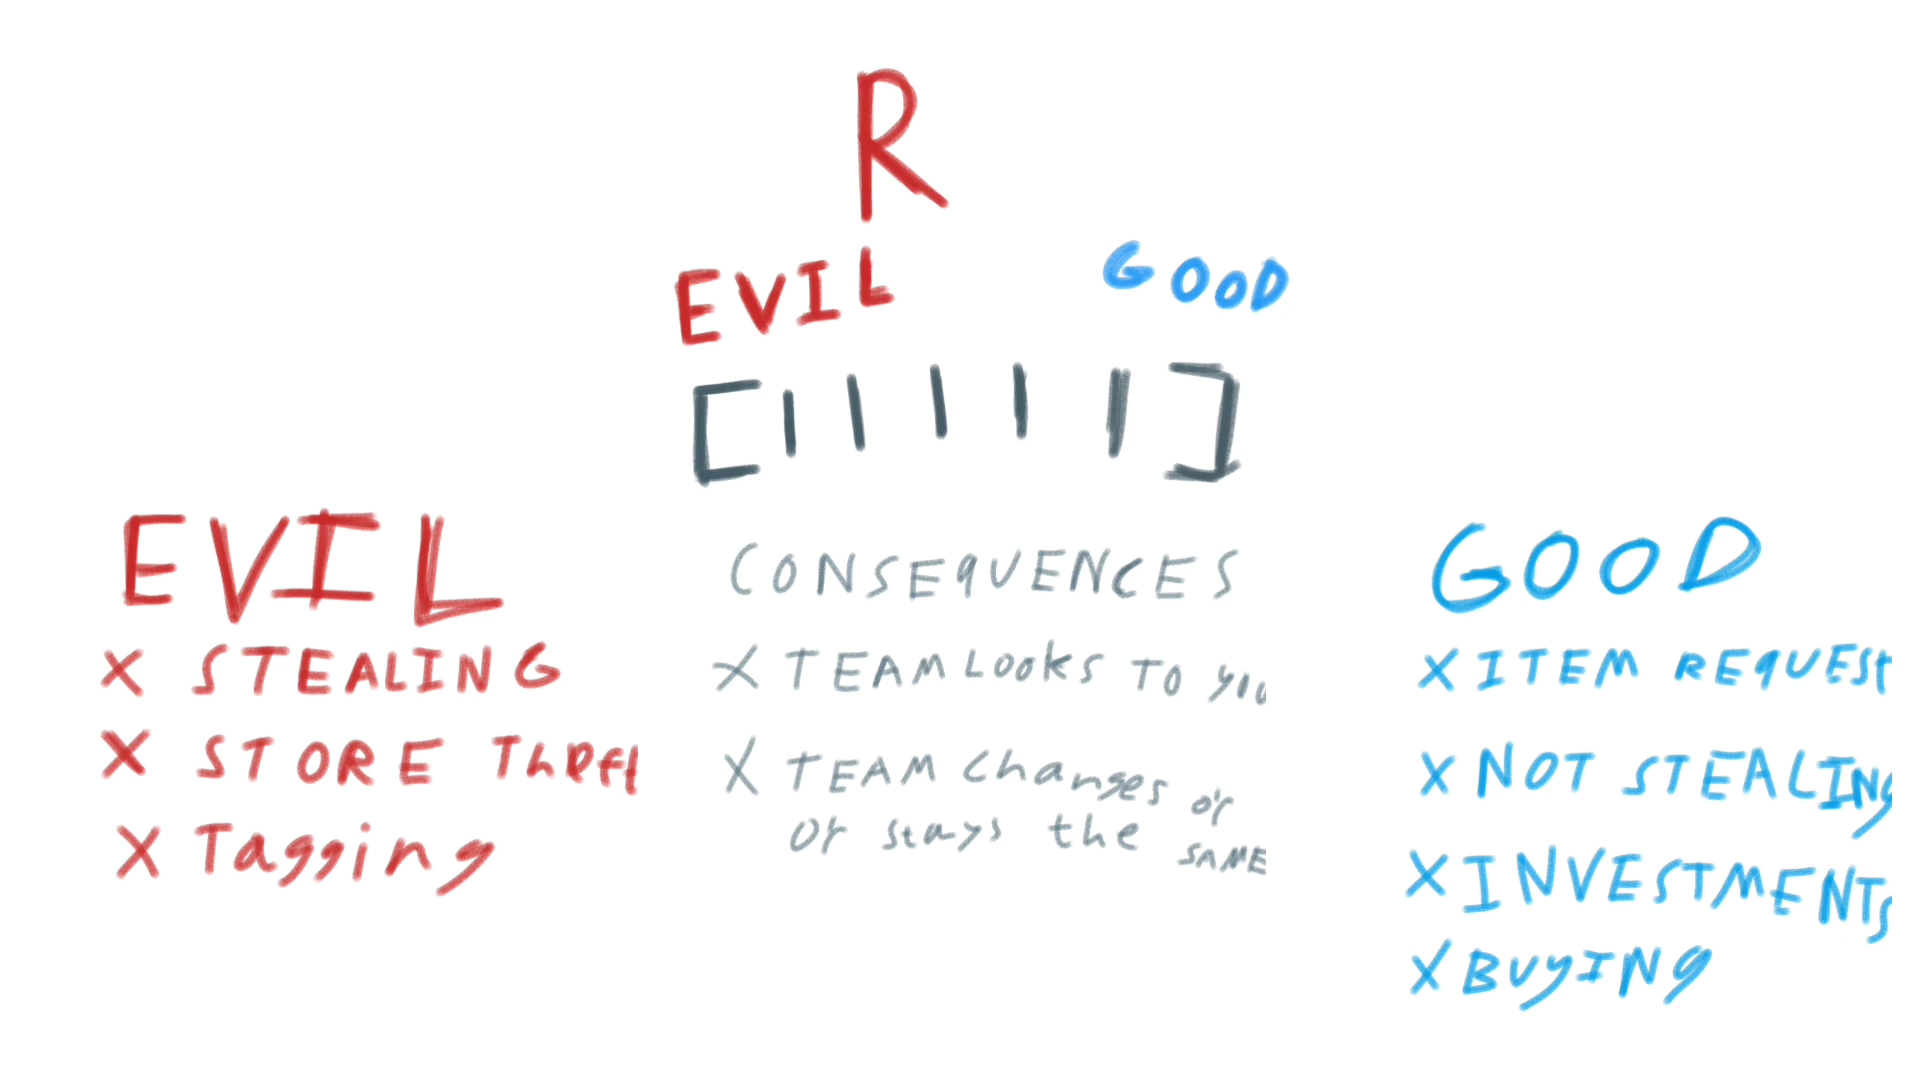 R
EVIL
GOOD
EVIL
X STEALING
X STORE Theft
X Tagging
CONSEQUENCES
X TEAM Looks TO you
X TEAM Changes or
or stays the SAME
GOOD
X ITEM REQUEST
X NOT STEALING
X INVESTMENTS
X BUYING